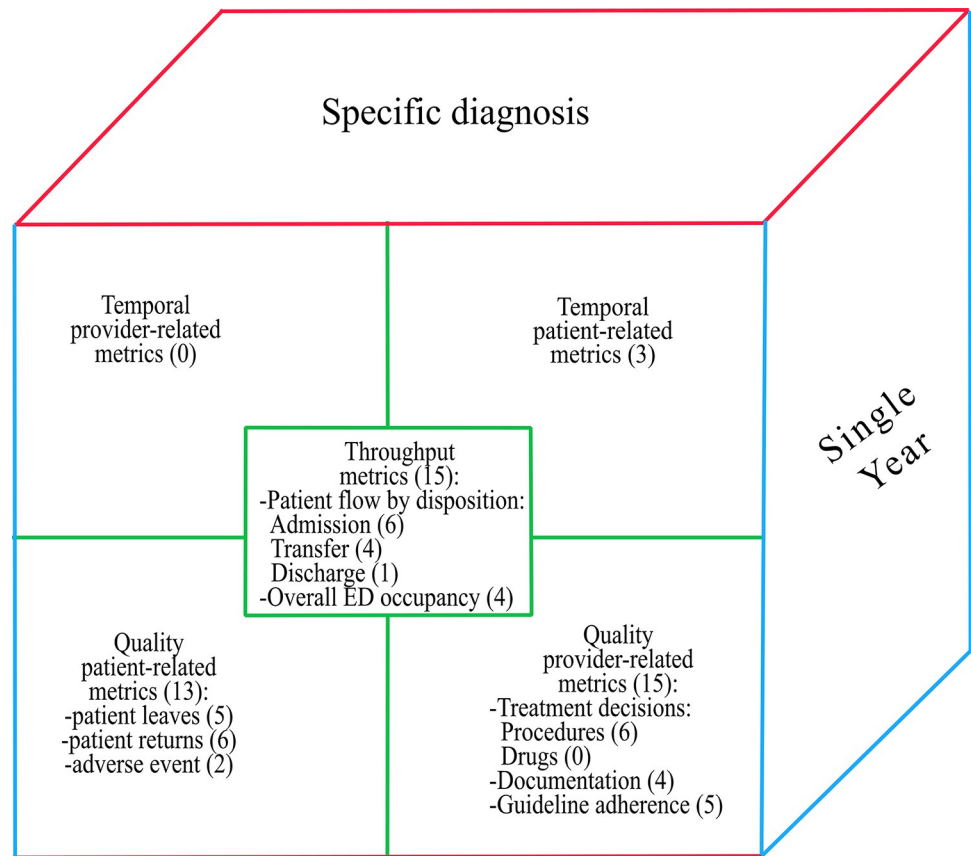 Specific diagnosis
Temporal
provider-related
metrics (0)
Temporal
patient-related
metrics (3)
Single
Year
Throughput
metrics (15):
-Patient flow by disposition:
Admission (6)
Transfer (4)
Discharge (1)
-Overall ED occupancy (4)
Quality
patient-related
metrics (13):
-patient leaves (5)
-patient returns (6)
-adverse event (2)
Quality
provider-related
metrics (15):
-Treatment decisions:
Procedures (6)
Drugs (0)
-Documentation (4)
-Guideline adherence (5)